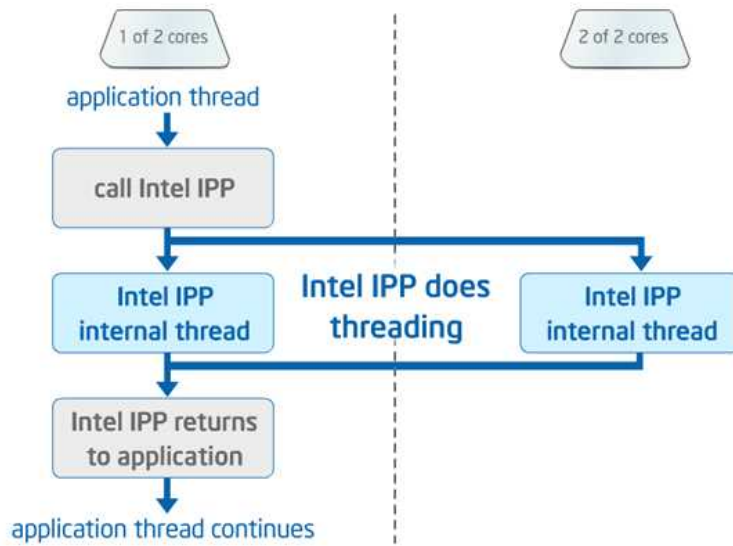 1 of 2 cores
2 of 2 cores
application thread
call Intel IPP
Intel IPP
internal thread
Intel IPP does
threading
Intel IPP
internal thread
Intel IPP returns
to application
application thread continues